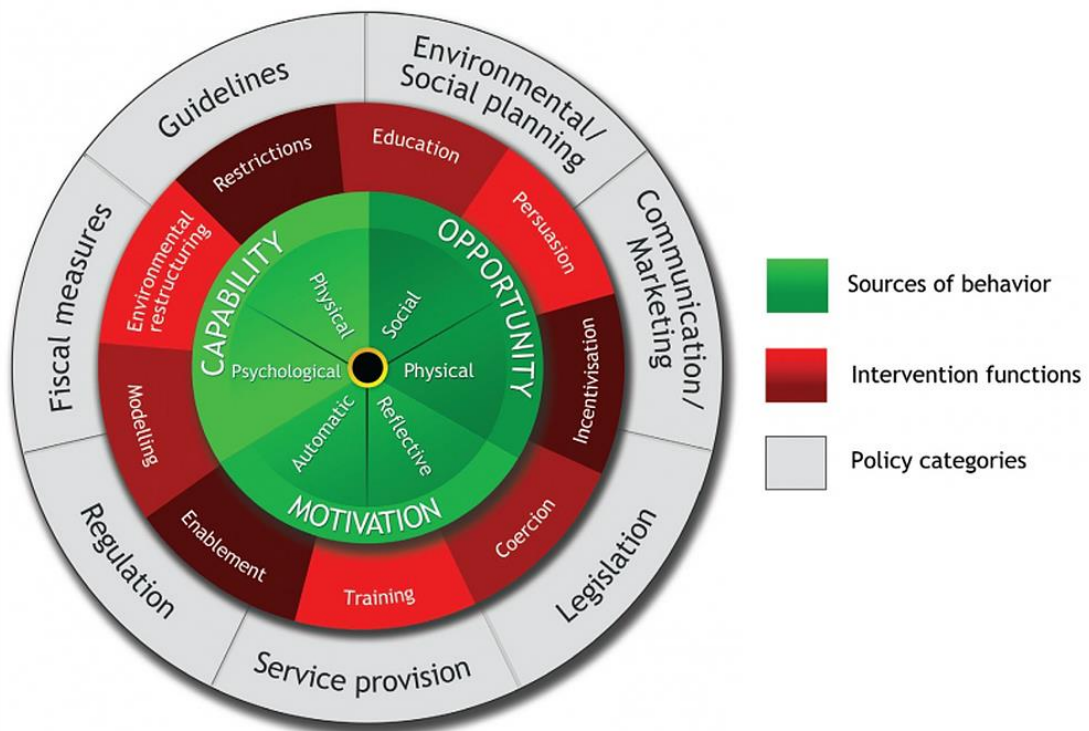 Guidelines
Environmental/
Social planning
Communication/
Marketing
Legislation
Service provision
Regulation
Fiscal measures
Restrictions
Education
Persuasion
Incentivisation
Coercion
Training
Enablement
Modelling
Environmental
restructuring
CAPABILITY
OPPORTUNITY
MOTIVATION
Physical
Social
Psychological
Physical
Automatic
Reflective
Sources of behavior
Intervention functions
Policy categories